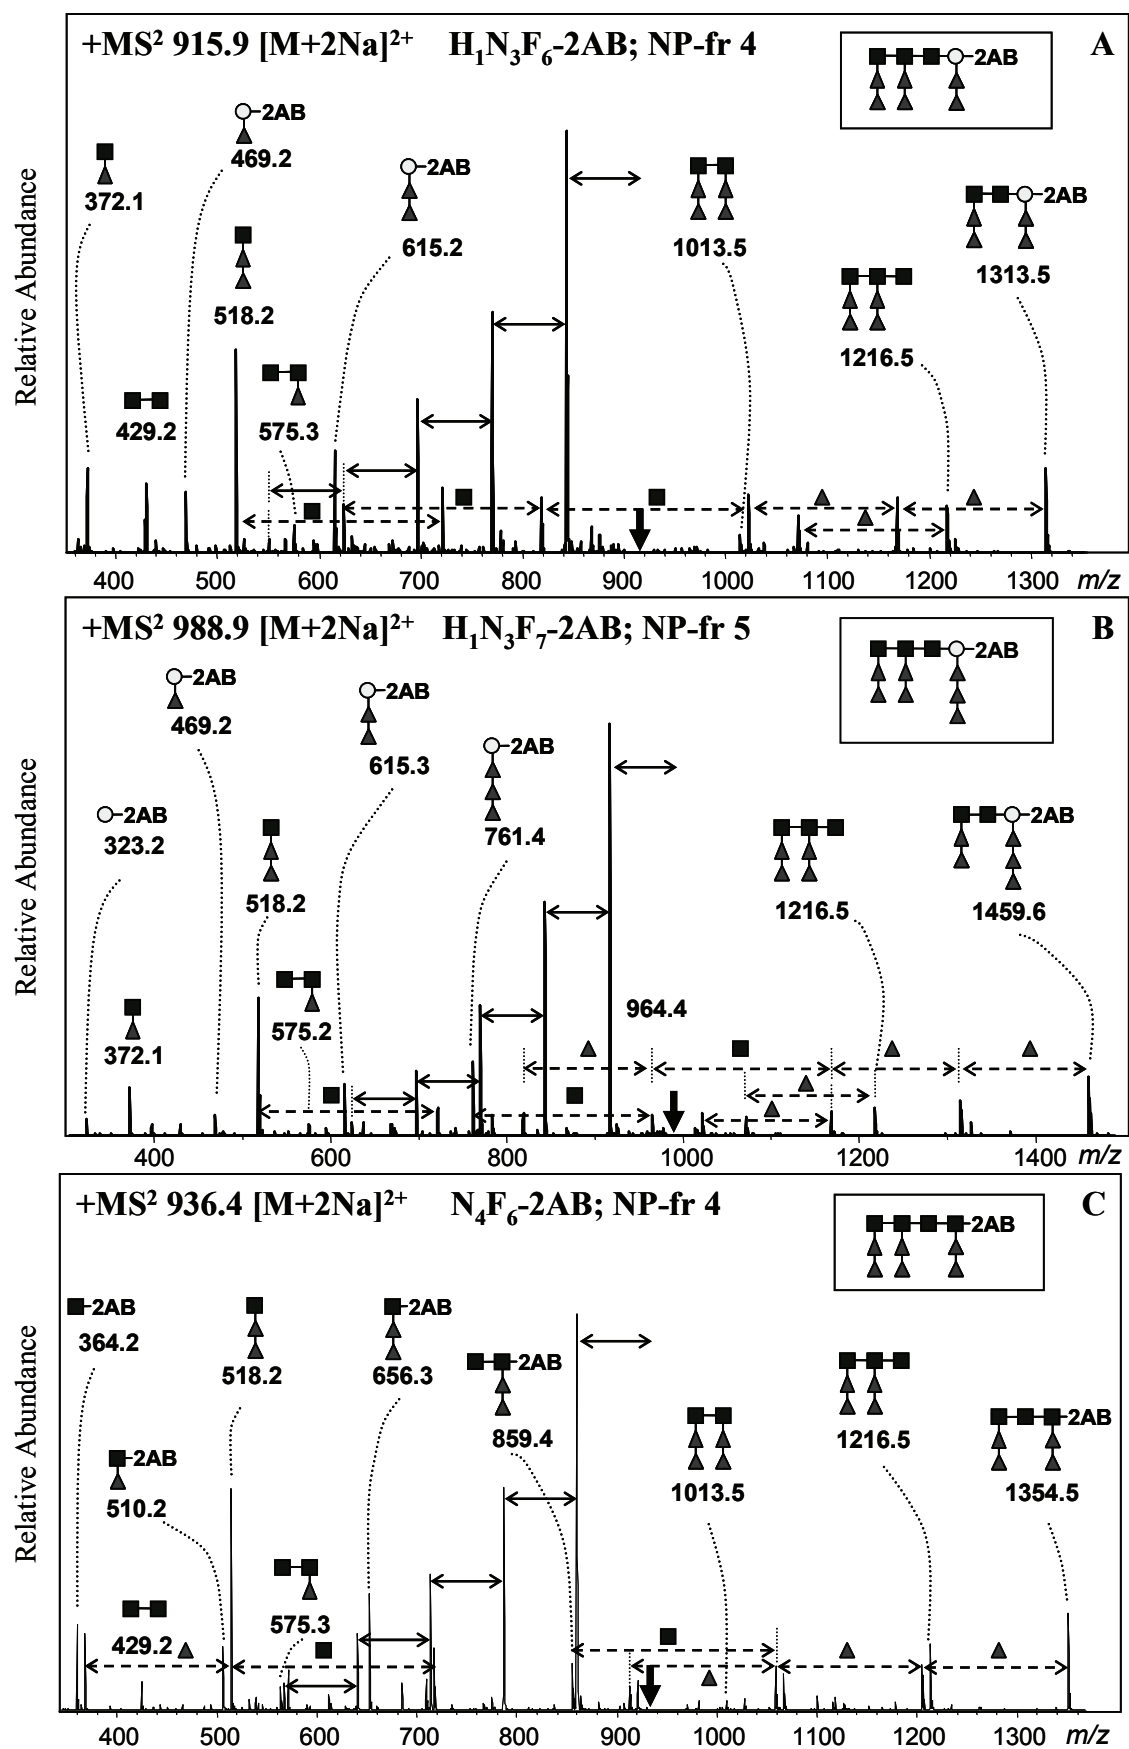 +MS² 915.9 [M+2Na]²⁺ H₁N₃F₆-2AB; NP-fr 4
A
-2AB
-2AB
469.2
372.1
-2AB
615.2
518.2
1013.5
-2AB
1313.5
1216.5
429.2
575.3
Relative Abundance
400 500 600 700 800 900 1000 1100 1200 1300 m/z
+MS² 988.9 [M+2Na]²⁺ H₁N₃F₇-2AB; NP-fr 5
B
-2AB
-2AB
469.2
-2AB
615.3
-2AB
761.4
-2AB
323.2
518.2
1216.5
-2AB
1459.6
575.2
372.1
964.4
Relative Abundance
400 600 800 1000 1200 1400 m/z
+MS² 936.4 [M+2Na]²⁺ N₄F₆-2AB; NP-fr 4
C
-2AB
-2AB
364.2
518.2
-2AB
656.3
-2AB
859.4
1013.5
1216.5
-2AB
1354.5
-2AB
510.2
575.3
429.2
Relative Abundance
400 500 600 700 800 900 1000 1100 1200 1300 m/z